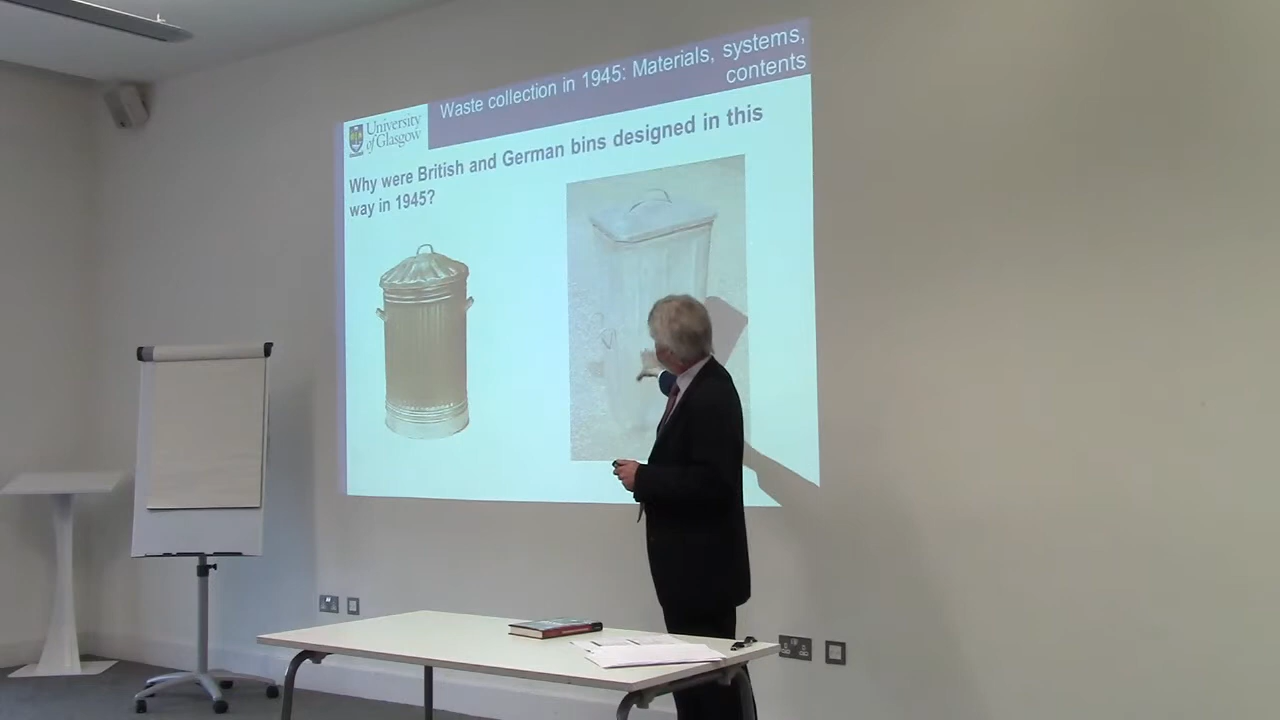 Waste collection in 1945: Materials, systems,
contents
University
of Glasgow
Why were British and German bins designed in this
way in 1945?